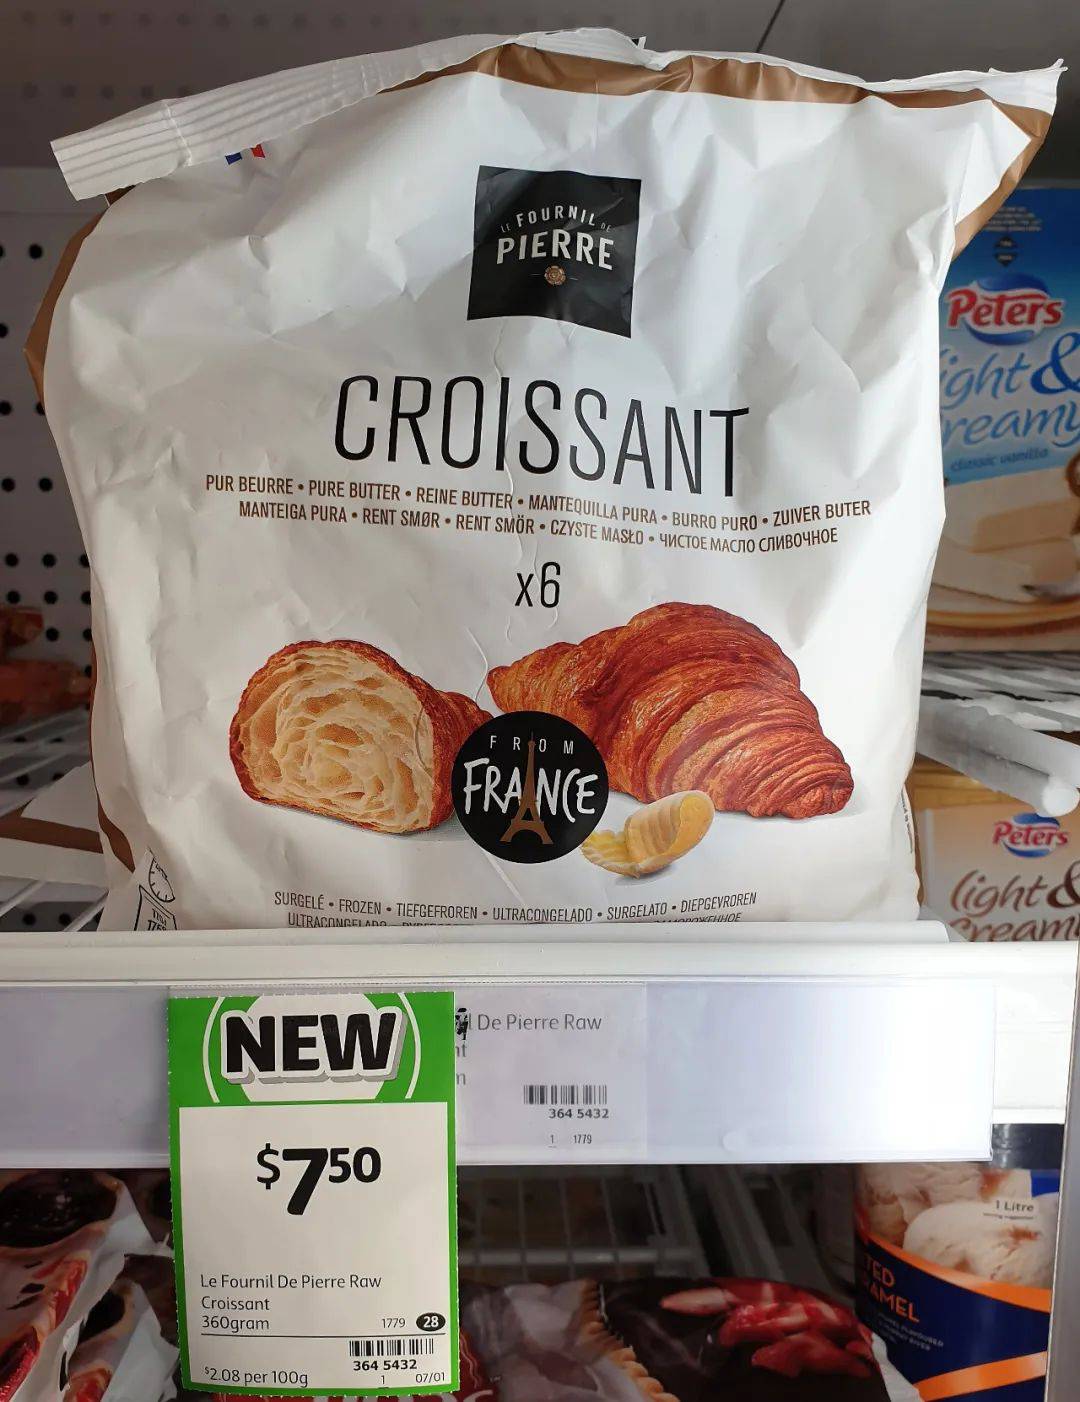 LE FOURNIL DE
PIERRE
CROISSANT
PUR BEURRE • PURE BUTTER • REINE BUTTER • MANTEQUILLA PURA • BURRO PURO • ZUIVER BUTER
MANTEIGA PURA • RENT SMØR • RENT SMÖR • CZYSTE MASŁO • ЧИСТОЕ МАСЛО СЛИВОЧНОЕ
x6
FROM
FRANCE
SURGELÉ • FROZEN • TIEFGEFROREN • ULTRACONGELADO • SURGELATO • DIEPGEVROREN
ULTRACONGELADO
Peters
light &
creamy
classic vanilla
Peters
light &
Creamy
NEW
$7.50
Le Fournil De Pierre Raw
Croissant
360gram
1779 28
364 5432
$2.08 per 100g
1 07/01
l De Pierre Raw
nt
m
364 5432
1 1779
1 Litre
TED
AMEL